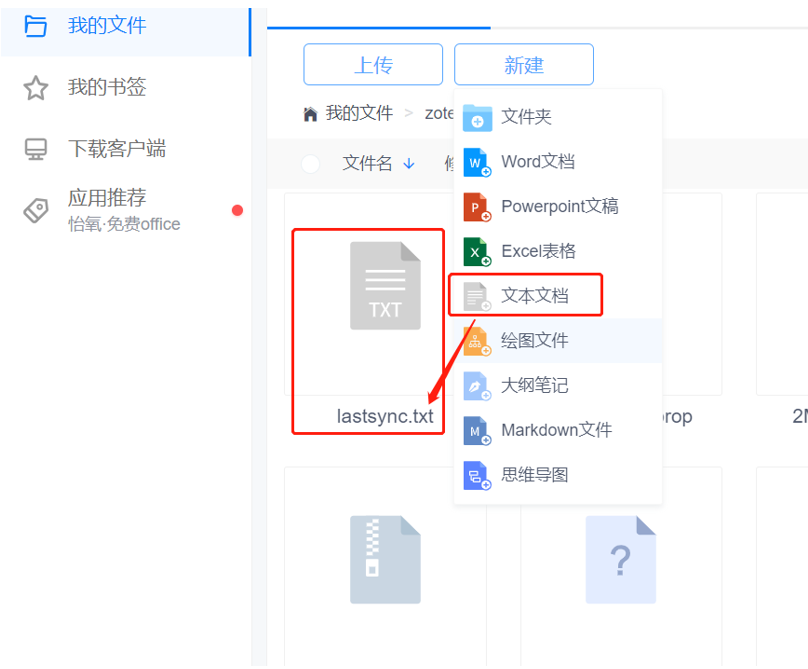 我的文件
我的书签
下载客户端
应用推荐
怡氧·免费office
上传
新建
我的文件 > zote
文件名
文件夹
Word文档
Powerpoint文稿
Excel表格
文本文档
绘图文件
大纲笔记
Markdown文件
思维导图
TXT
lastsync.txt
prop
?